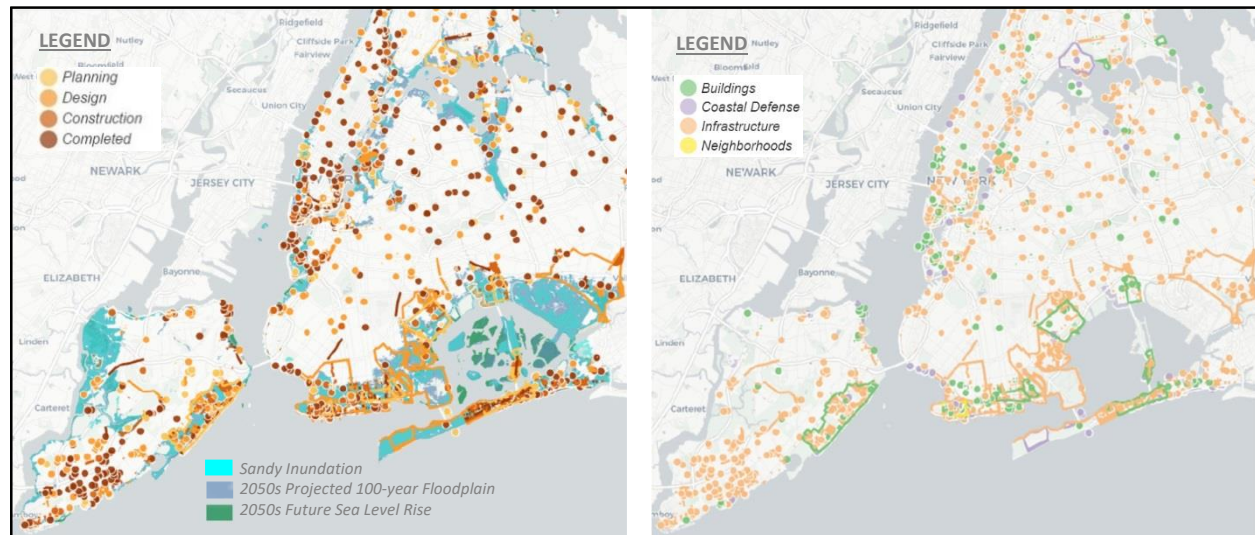 LEGEND
Planning
Design
Construction
Completed
Ridgefield
Nutley
Cliffside Park
Fairview
Secaucus
Union City
NEWARK
JERSEY CITY
ELIZABETH
Bayonne
Linden
Carteret
Sandy Inundation
2050s Projected 100-year Floodplain
2050s Future Sea Level Rise
LEGEND
Buildings
Coastal Defense
Infrastructure
Neighborhoods
Ridgefield
Nutley
Cliffside Park
Fairview
Bloomfield
Secaucus
Union City
NEWARK
JERSEY CITY
NEW YORK
ELIZABETH
Bayonne
Linden
Carteret